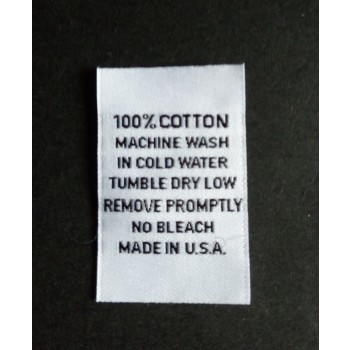 100% COTTON
MACHINE WASH
IN COLD WATER
TUMBLE DRY LOW
REMOVE PROMPTLY
NO BLEACH
MADE IN U.S.A.